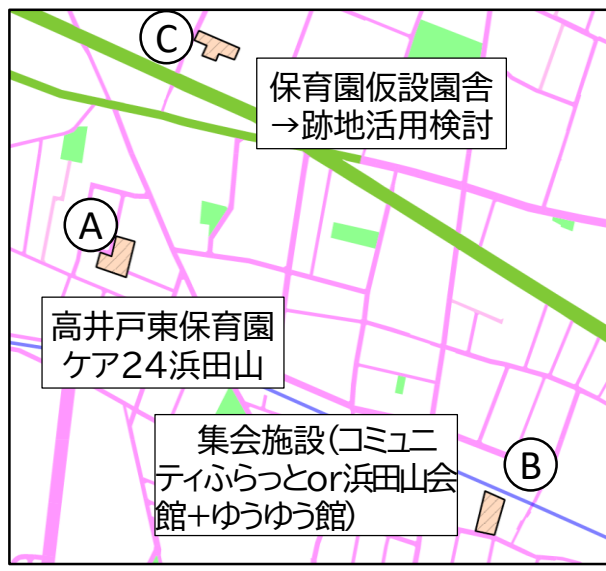 C
保育園仮設園舎
→跡地活用検討
A
高井戸東保育園
ケア24浜田山
集会施設(コミュニ
ティふらっとor浜田山会
館+ゆうゆう館)
B